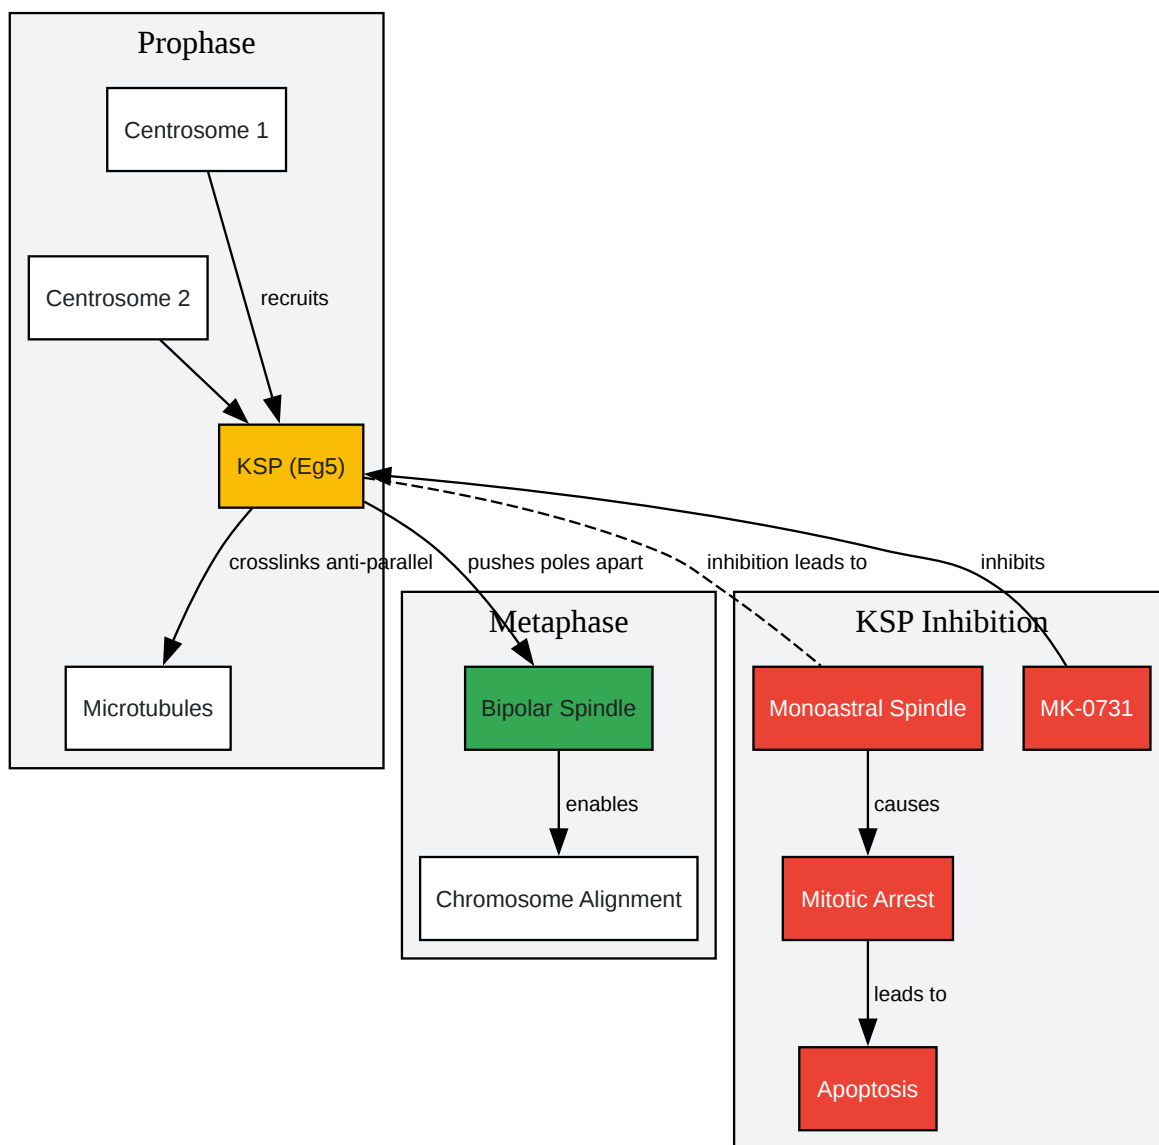 Prophase
Centrosome 1
Centrosome 2
recruits
KSP (Eg5)
crosslinks anti-parallel
pushes poles apart
inhibition leads to
inhibits
Metaphase
KSP Inhibition
Microtubules
Bipolar Spindle
Monoastral Spindle
MK-0731
enables
causes
Chromosome Alignment
Mitotic Arrest
leads to
Apoptosis